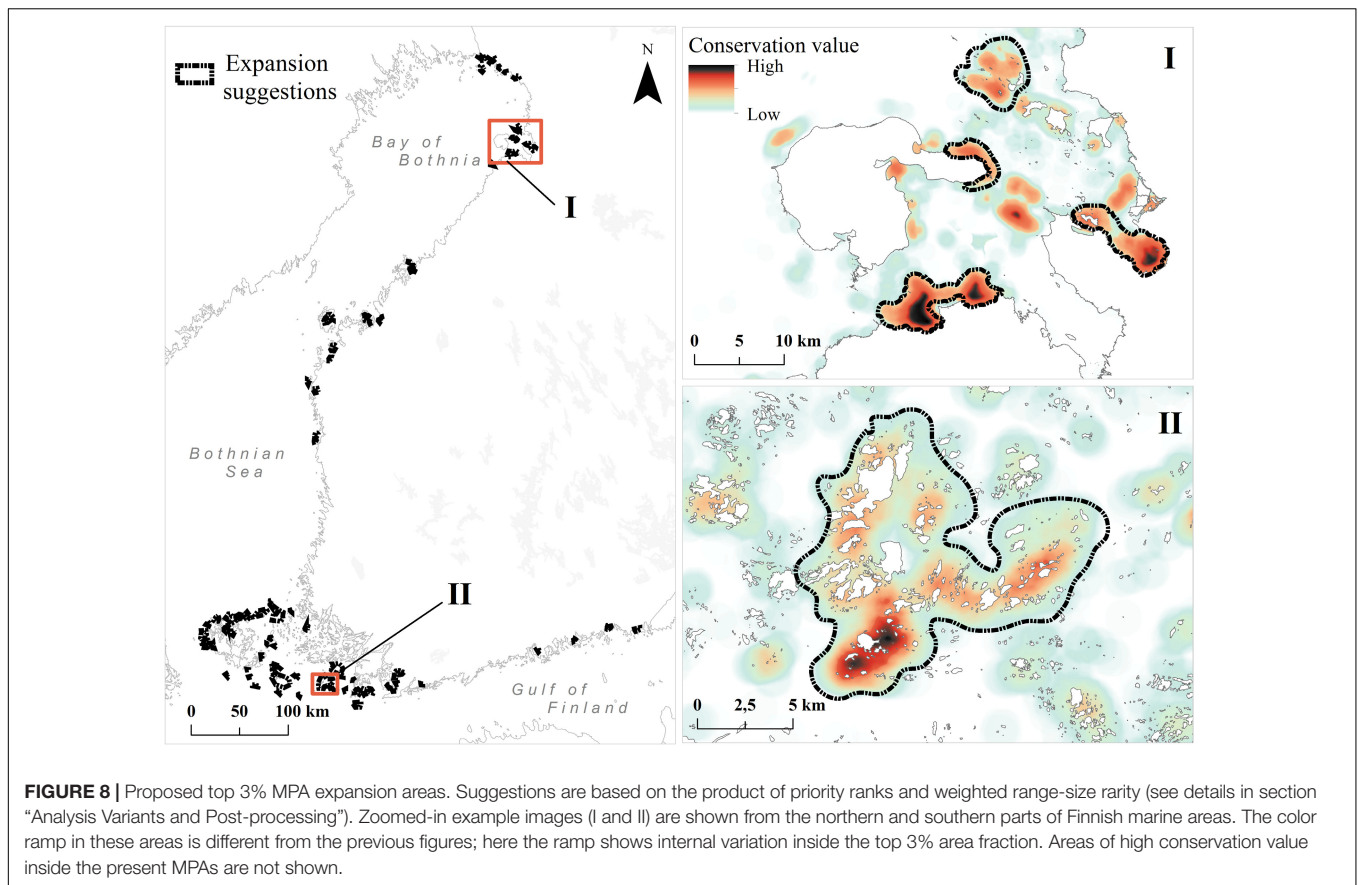 Expansion
suggestions
N
Bay of
Bothnia
I
Bothnian
Sea
II
Gulf of
Finland
0 50 100 km
Conservation value
High
Low
I
0 5 10 km
II
0 2,5 5 km
FIGURE 8 | Proposed top 3% MPA expansion areas. Suggestions are based on the product of priority ranks and weighted range-size rarity (see details in section
“Analysis Variants and Post-processing”). Zoomed-in example images (I and II) are shown from the northern and southern parts of Finnish marine areas. The color
ramp in these areas is different from the previous figures; here the ramp shows internal variation inside the top 3% area fraction. Areas of high conservation value
inside the present MPAs are not shown.